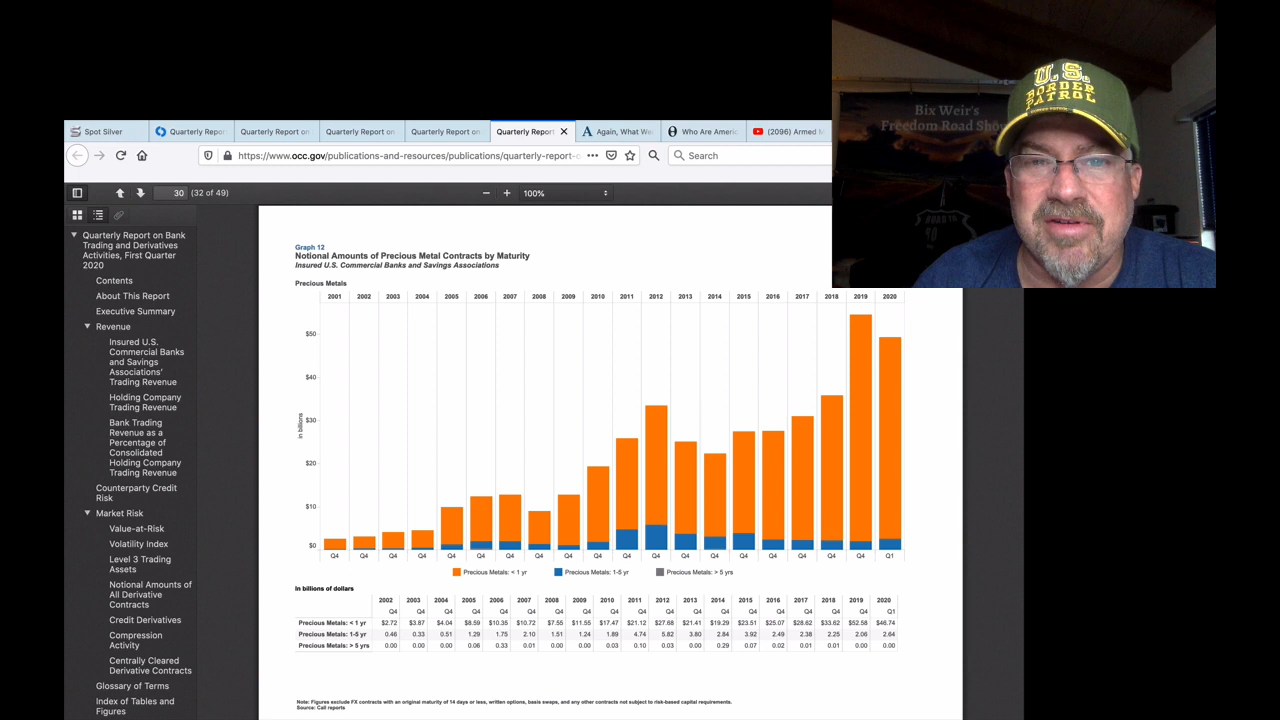 U.S.
BORDER
PATROL
Bix Weir's
Freedom Road Show
Spot Silver
Quarterly Repor
Quarterly Report on
Quarterly Report on
Quarterly Report on
Quarterly Report
Again, What We
Who Are Ameri
(2096) Armed M
https://www.occ.gov/publications-and-resources/publications/quarterly-report-o
Search
30 (32 of 49)
100%
Quarterly Report on Bank
Trading and Derivatives
Activities, First Quarter
2020
Contents
About This Report
Executive Summary
Revenue
Insured U.S.
Commercial Banks
and Savings
Associations'
Trading Revenue
Holding Company
Trading Revenue
Bank Trading
Revenue as a
Percentage of
Consolidated
Holding Company
Trading Revenue
Counterparty Credit
Risk
Market Risk
Value-at-Risk
Volatility Index
Level 3 Trading
Assets
Notional Amounts of
All Derivative
Contracts
Credit Derivatives
Compression
Activity
Centrally Cleared
Derivative Contracts
Glossary of Terms
Index of Tables and
Figures
Graph 12
Notional Amounts of Precious Metal Contracts by Maturity
Insured U.S. Commercial Banks and Savings Associations
Precious Metals
2001 2002 2003 2004 2005 2006 2007 2008 2009 2010 2011 2012 2013 2014 2015 2016 2017 2018 2019 2020
$50
$40
$30
$20
$10
$0
in billions
Q4 Q4 Q4 Q4 Q4 Q4 Q4 Q4 Q4 Q4 Q4 Q4 Q4 Q4 Q4 Q4 Q4 Q4 Q4 Q1
Precious Metals: < 1 yr Precious Metals: 1-5 yr Precious Metals: > 5 yrs
In billions of dollars
2002 2003 2004 2005 2006 2007 2008 2009 2010 2011 2012 2013 2014 2015 2016 2017 2018 2019 2020
Q4 Q4 Q4 Q4 Q4 Q4 Q4 Q4 Q4 Q4 Q4 Q4 Q4 Q4 Q4 Q4 Q4 Q4 Q1
Precious Metals: < 1 yr $2.72 $3.87 $4.04 $8.59 $10.35 $10.72 $7.55 $11.55 $17.47 $21.12 $27.68 $21.41 $19.29 $23.51 $25.07 $28.62 $33.62 $52.58 $46.74
Precious Metals: 1-5 yr 0.46 0.33 0.51 1.29 1.75 2.10 1.51 1.24 1.89 4.74 5.82 3.80 2.84 3.92 2.49 2.38 2.25 2.06 2.64
Precious Metals: > 5 yrs 0.00 0.00 0.00 0.06 0.33 0.01 0.00 0.00 0.03 0.10 0.03 0.00 0.29 0.07 0.02 0.01 0.01 0.00 0.00
Note: Figures exclude FX contracts with an original maturity of 14 days or less, written options, basis swaps, and any other contracts not subject to risk-based capital requirements.
Source: Call reports